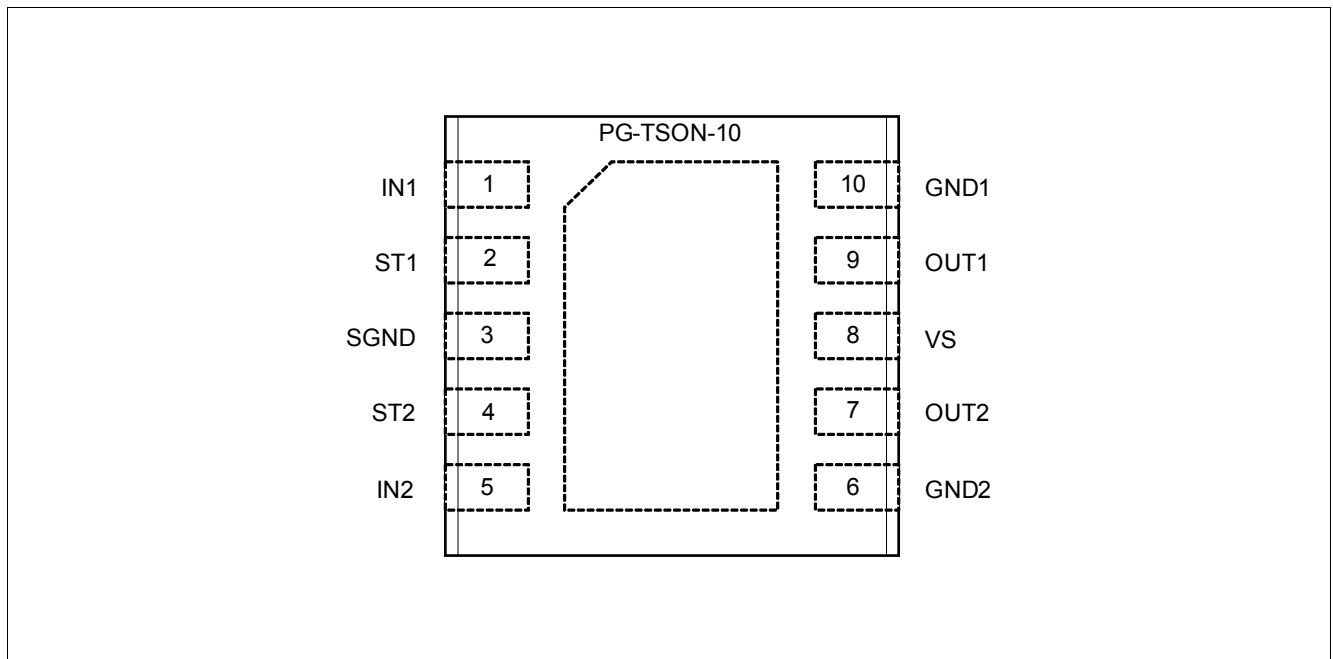 PG-TSON-10
IN1 1 10 GND1
ST1 2 9 OUT1
SGND 3 8 VS
ST2 4 7 OUT2
IN2 5 6 GND2